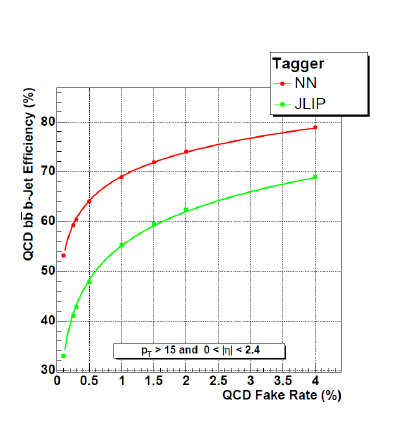 Tagger
NN
JLIP
QCD bb̄ b-Jet Efficiency (%)
80
70
60
50
40
30
pT > 15 and 0 < |η| < 2.4
0 0.5 1 1.5 2 2.5 3 3.5 4
QCD Fake Rate (%)